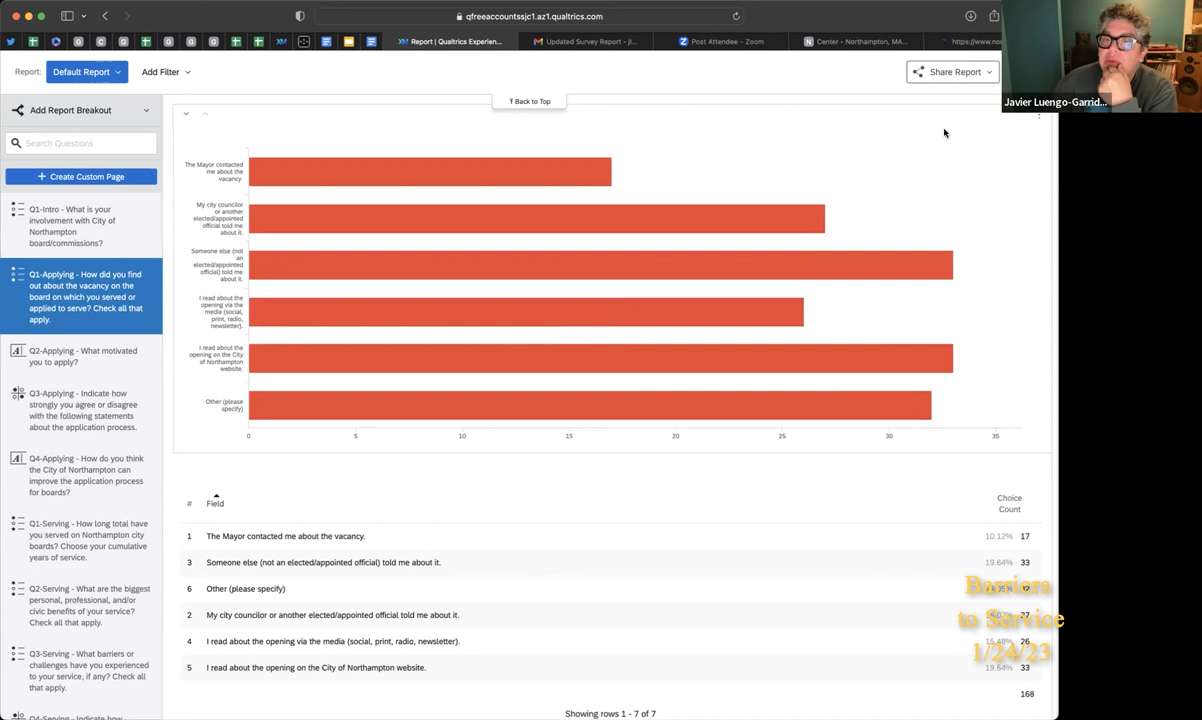 qfreeaccountssjc1.az1.qualtrics.com
Report | Qualtrics Experien...
Updated Survey Report - jl...
Post Attendee - Zoom
Center - Northampton, MA...
Report:
Default Report
Add Filter
Share Report
Javier Luengo-Garrid...
Add Report Breakout
Back to Top
Search Questions
+ Create Custom Page
Q1-Intro - What is your
involvement with City of
Northampton
board/commissions?
Q1-Applying - How did you find
out about the vacancy on the
board on which you served or
applied to serve? Check all that
apply.
Q2-Applying - What motivated
you to apply?
Q3-Applying - Indicate how
strongly you agree or disagree
with the following statements
about the application process.
Q4-Applying - How do you think
the City of Northampton can
improve the application process
for boards?
Q1-Serving - How long total have
you served on Northampton city
boards? Choose your cumulative
years of service.
Q2-Serving - What are the biggest
personal, professional, and/or
civic benefits of your service?
Check all that apply.
Q3-Serving - What barriers or
challenges have you experienced
to your service, if any? Check all
that apply.
The Mayor contacted
me about the
vacancy.
My city councilor
or another
elected/appointed
official told me
about it.
Someone else (not
an
elected/appointed
official) told me
about it.
I read about the
opening via the
media (social,
print, radio,
newsletter).
I read about the
opening on the City
of Northampton
website.
Other (please
specify)
0 5 10 15 20 25 30 35
# Field Choice
Count
1 The Mayor contacted me about the vacancy. 10.12% 17
3 Someone else (not an elected/appointed official) told me about it. 19.64% 33
6 Other (please specify)
2 My city councilor or another elected/appointed official told me about it. 27
4 I read about the opening via the media (social, print, radio, newsletter). 15.48% 26
5 I read about the opening on the City of Northampton website. 19.64% 33
168
Showing rows 1 - 7 of 7
Barriers
to Service
1/24/23